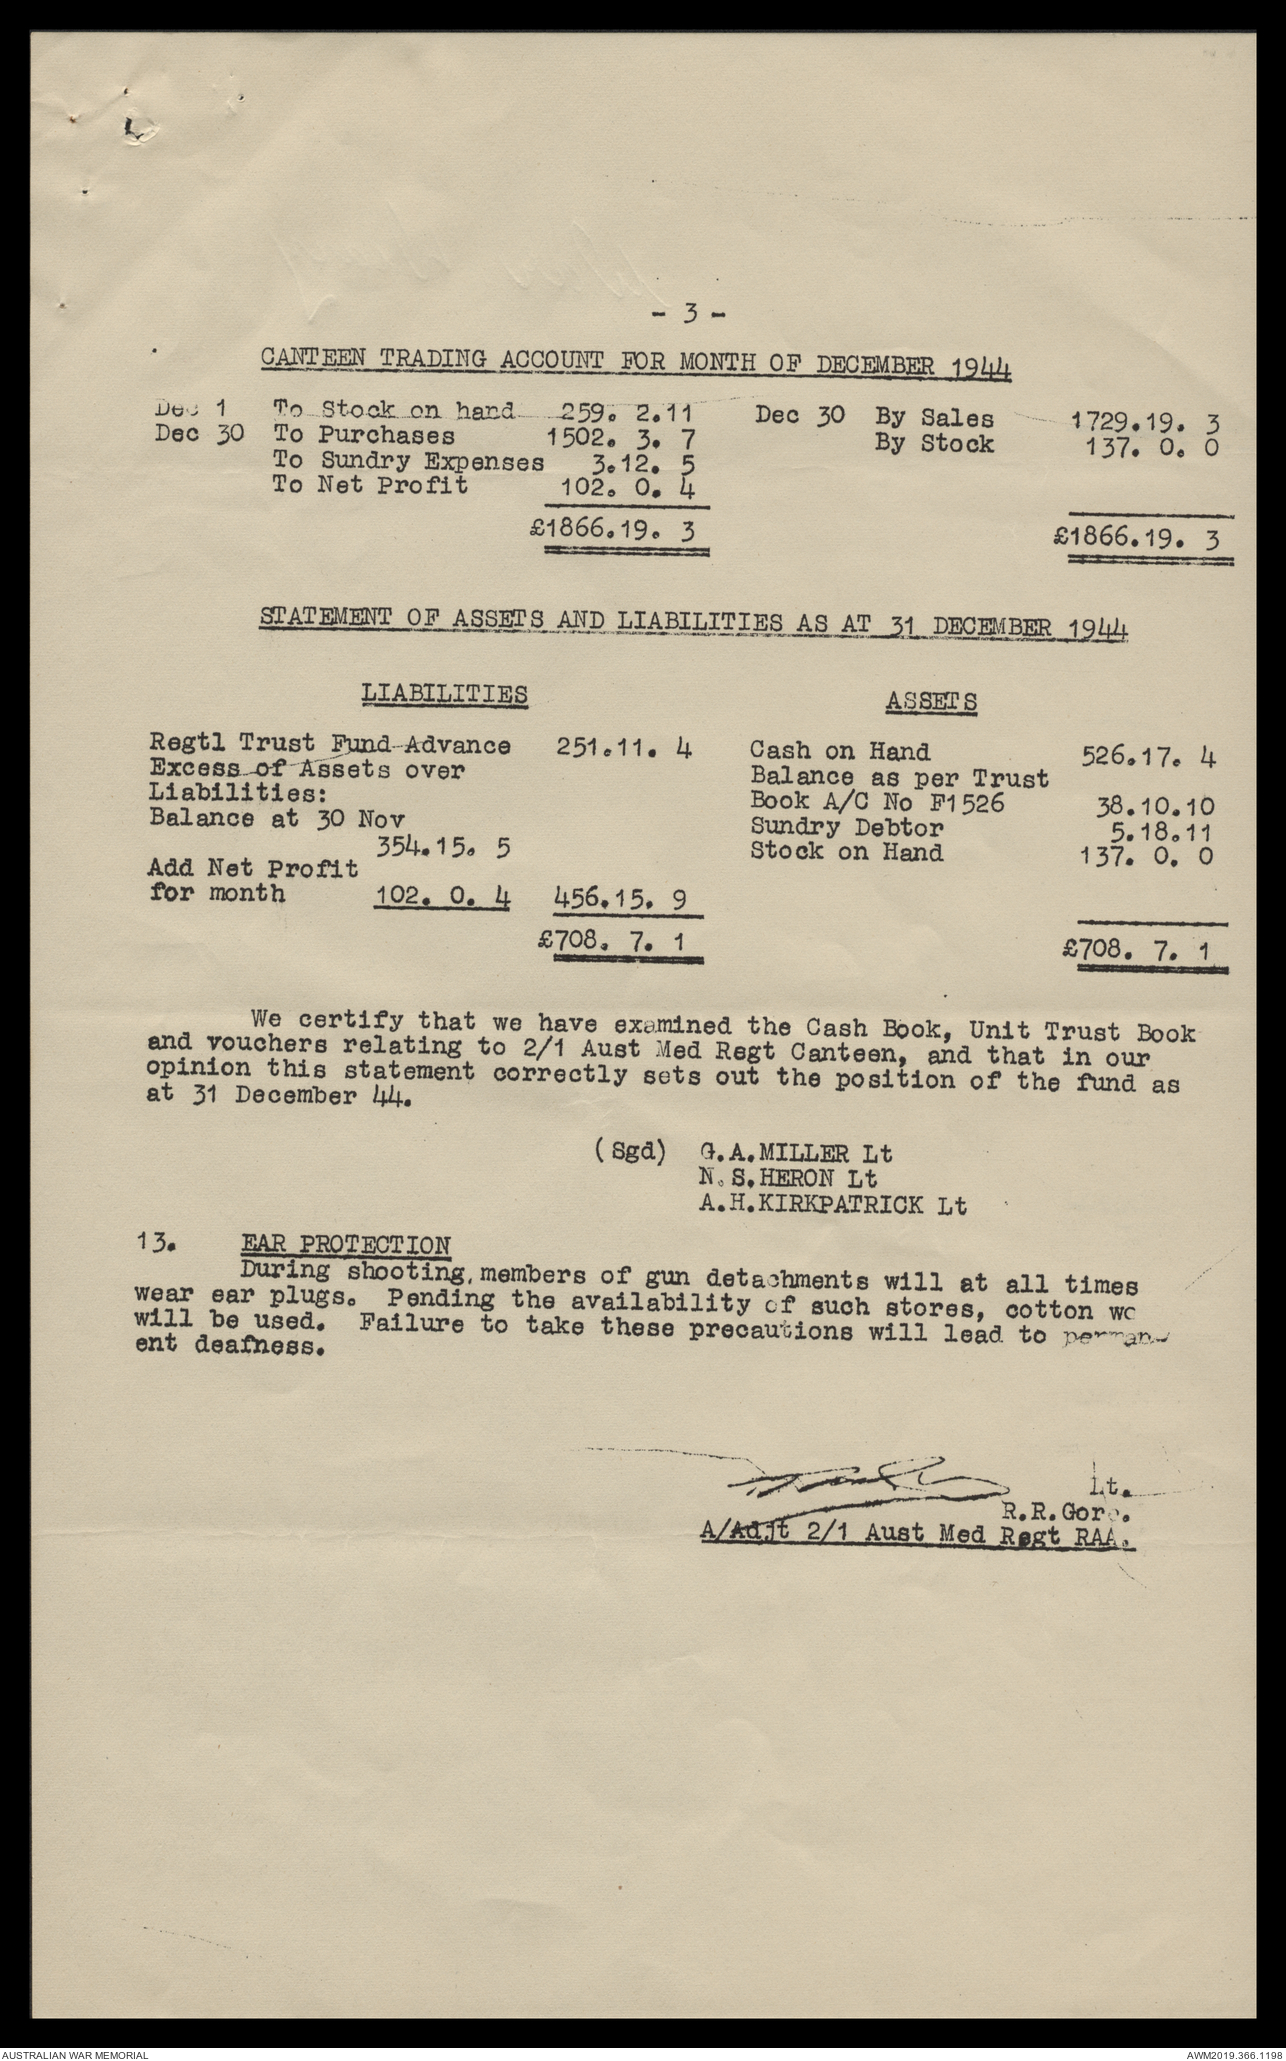 - 3 -
CANTEEN TRADING ACCOUNT FOR MONTH OF DECEMBER 1944
Dec 1 To Stock on hand 259. 2.11 Dec 30 By Sales 1729.19. 3
Dec 30 To Purchases 1502. 3. 7 By Stock 137. 0. 0
To Sundry Expenses 3.12. 5
To Net Profit 102. 0. 4
£1866.19. 3 £1866.19. 3
STATEMENT OF ASSETS AND LIABILITIES AS AT 31 DECEMBER 1944
LIABILITIES ASSETS
Regtl Trust Fund Advance 251.11. 4 Cash on Hand 526.17. 4
Excess of Assets over Balance as per Trust
Liabilities: Book A/C No F1526 38.10.10
Balance at 30 Nov Sundry Debtor 5.18.11
354.15. 5 Stock on Hand 137. 0. 0
Add Net Profit
for month 102. 0. 4 456.15. 9
£708. 7. 1 £708. 7. 1
We certify that we have examined the Cash Book, Unit Trust Book
and vouchers relating to 2/1 Aust Med Regt Canteen, and that in our
opinion this statement correctly sets out the position of the fund as
at 31 December 44.
(Sgd) G.A.MILLER Lt
N.S.HERON Lt
A.H.KIRKPATRICK Lt
13. EAR PROTECTION
During shooting, members of gun detachments will at all times
wear ear plugs. Pending the availability of such stores, cotton
will be used. Failure to take these precautions will lead to perman-
ent deafness.
Lt.
R.R.Gore.
A/Adjt 2/1 Aust Med Regt RAA.
AUSTRALIAN WAR MEMORIAL AWM2019.366.1198